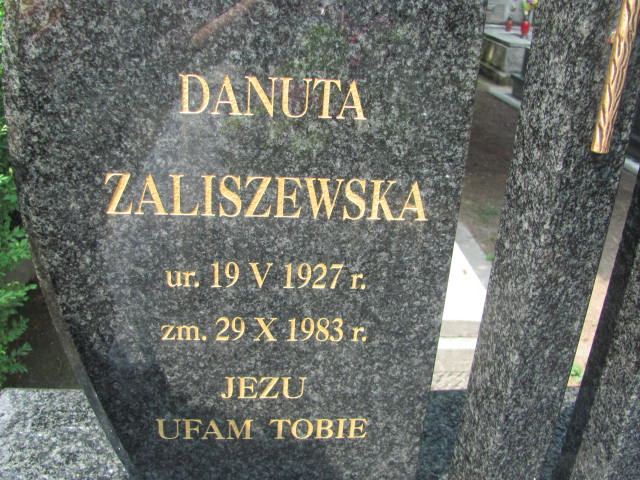 DANUTA
ZALISZEWSKA
ur. 19 V 1927 r.
zm. 29 X 1983 r.
JEZU
UFAM TOBIE